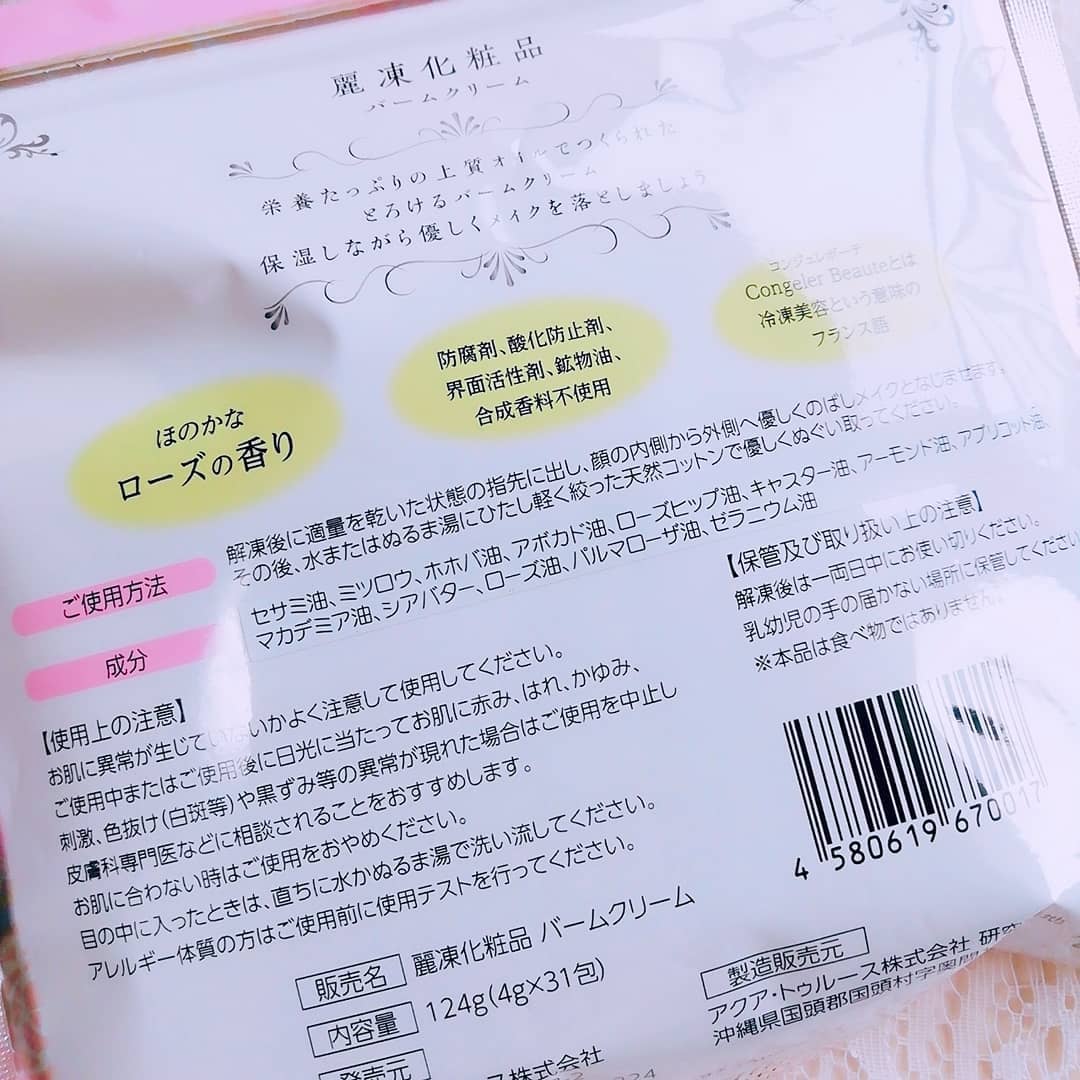 麗凍化粧品
バームクリーム
栄養たっぷりの上質オイルでつくられた
とろけるバームクリーム
保湿しながら優しくメイクを落としましょう
ほのかな
ローズの香り
防腐剤、酸化防止剤、
界面活性剤、鉱物油、
合成香料不使用
コンジュレボーテ
Congeler Beauteとは
冷凍美容という意味の
フランス語
ご使用方法
解凍後に適量を乾いた状態の指先に出し、顔の内側から外側へ優しくのばしメイクとなじませます。
その後、水またはぬるま湯にひたし軽く絞った天然コットンで優しくぬぐい取ってください。
成分
セサミ油、ミツロウ、ホホバ油、アボカド油、ローズヒップ油、キャスター油、アーモンド油、アプリコット油、
マカデミア油、シアバター、ローズ油、パルマローザ油、ゼラニウム油
【使用上の注意】
お肌に異常が生じていないかよく注意して使用してください。
ご使用中またはご使用後に日光に当たってお肌に赤み、はれ、かゆみ、
刺激、色抜け(白斑等)や黒ずみ等の異常が現れた場合はご使用を中止し
皮膚科専門医などに相談されることをおすすめします。
お肌に合わない時はご使用をおやめください。
目の中に入ったときは、直ちに水かぬるま湯で洗い流してください。
アレルギー体質の方はご使用前に使用テストを行ってください。
【保管及び取り扱い上の注意】
解凍後は一両日中にお使い切りください。
乳幼児の手の届かない場所に保管してください
※本品は食べ物ではありません。
4 580619 670017
販売名 麗凍化粧品 バームクリーム
内容量 124g(4g×31包)
発売元 ース株式会社
製造販売元
アクア・トゥルース株式会社 研究
沖縄県国頭郡国頭村字奥間